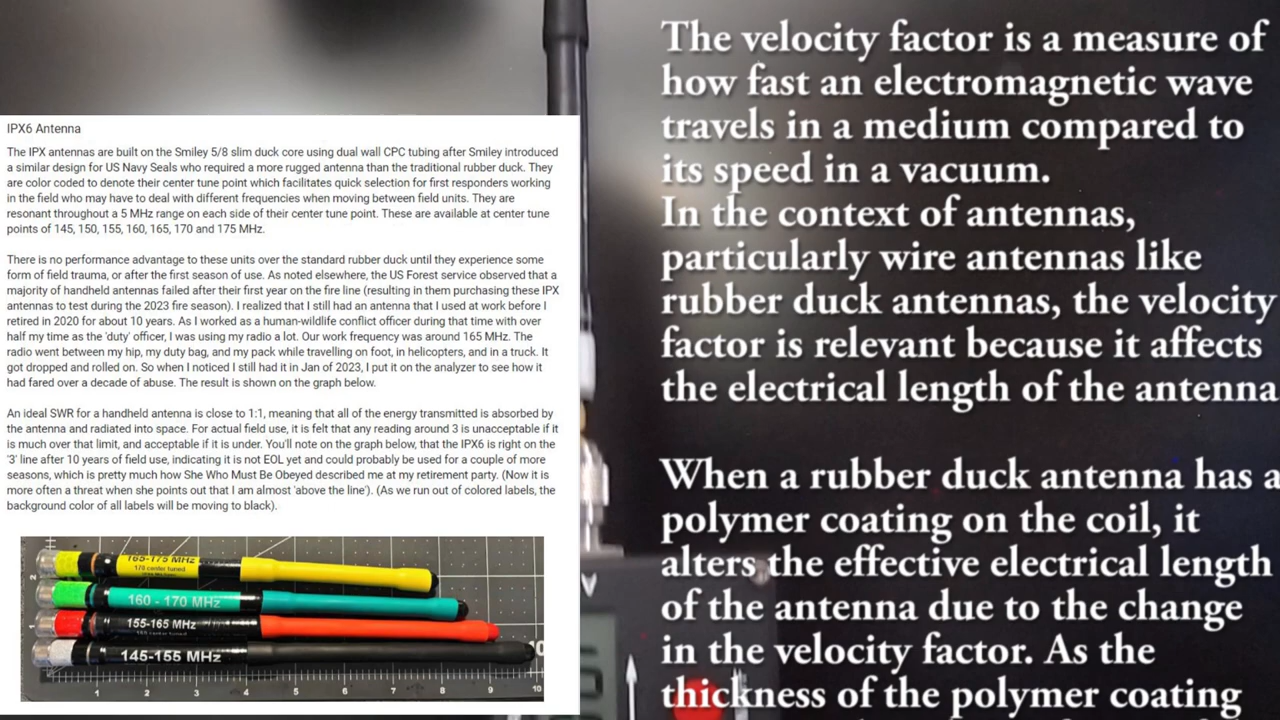 IPX6 Antenna
The IPX antennas are built on the Smiley 5/8 slim duck core using dual wall CPC tubing after Smiley introduced
a similar design for US Navy Seals who required a more rugged antenna than the traditional rubber duck. They
are color coded to denote their center tune point which facilitates quick selection for first responders working
in the field who may have to deal with different frequencies when moving between field units. They are
resonant throughout a 5 MHz range on each side of their center tune point. These are available at center tune
points of 145, 150, 155, 160, 165, 170 and 175 MHz.
There is no performance advantage to these units over the standard rubber duck until they experience some
form of field trauma, or after the first season of use. As noted elsewhere, the US Forest service observed that a
majority of handheld antennas failed after their first year on the fire line (resulting in them purchasing these IPX
antennas to test during the 2023 fire season). I realized that I still had an antenna that I used at work before I
retired in 2020 for about 10 years. As I worked as a human-wildlife conflict officer during that time with over
half my time as the 'duty' officer, I was using my radio a lot. Our work frequency was around 165 MHz. The
radio went between my hip, my duty bag, and my pack while travelling on foot, in helicopters, and in a truck. It
got dropped and rolled on. So when I noticed I still had it in Jan of 2023, I put it on the analyzer to see how it
had fared over a decade of abuse. The result is shown on the graph below.
An ideal SWR for a handheld antenna is close to 1:1, meaning that all of the energy transmitted is absorbed by
the antenna and radiated into space. For actual field use, it is felt that any reading around 3 is unacceptable if it
is much over that limit, and acceptable if it is under. You'll note on the graph below, that the IPX6 is right on the
'3' line after 10 years of field use, indicating it is not EOL yet and could probably be used for a couple of more
seasons, which is pretty much how She Who Must Be Obeyed described me at my retirement party. (Now it is
more often a threat when she points out that I am almost 'above the line'). (As we run out of colored labels, the
background color of all labels will be moving to black).
165-175 MHz
170 center tuned
160 - 170 MHz
155-165 MHz
160 center tuned
145-155 MHz
1 2 3 4 5 6 7 8 9 10
The velocity factor is a measure of
how fast an electromagnetic wave
travels in a medium compared to
its speed in a vacuum.
In the context of antennas,
particularly wire antennas like
rubber duck antennas, the velocity
factor is relevant because it affects
the electrical length of the antenna
When a rubber duck antenna has a
polymer coating on the coil, it
alters the effective electrical length
of the antenna due to the change
in the velocity factor. As the
thickness of the polymer coating